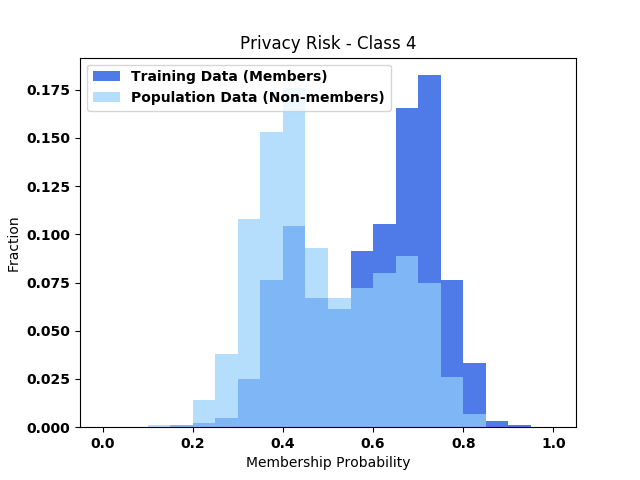 Privacy Risk - Class 4
Training Data (Members)
Population Data (Non-members)
0.175
0.150
0.125
0.100
0.075
0.050
0.025
0.000
Fraction
0.0 0.2 0.4 0.6 0.8 1.0
Membership Probability